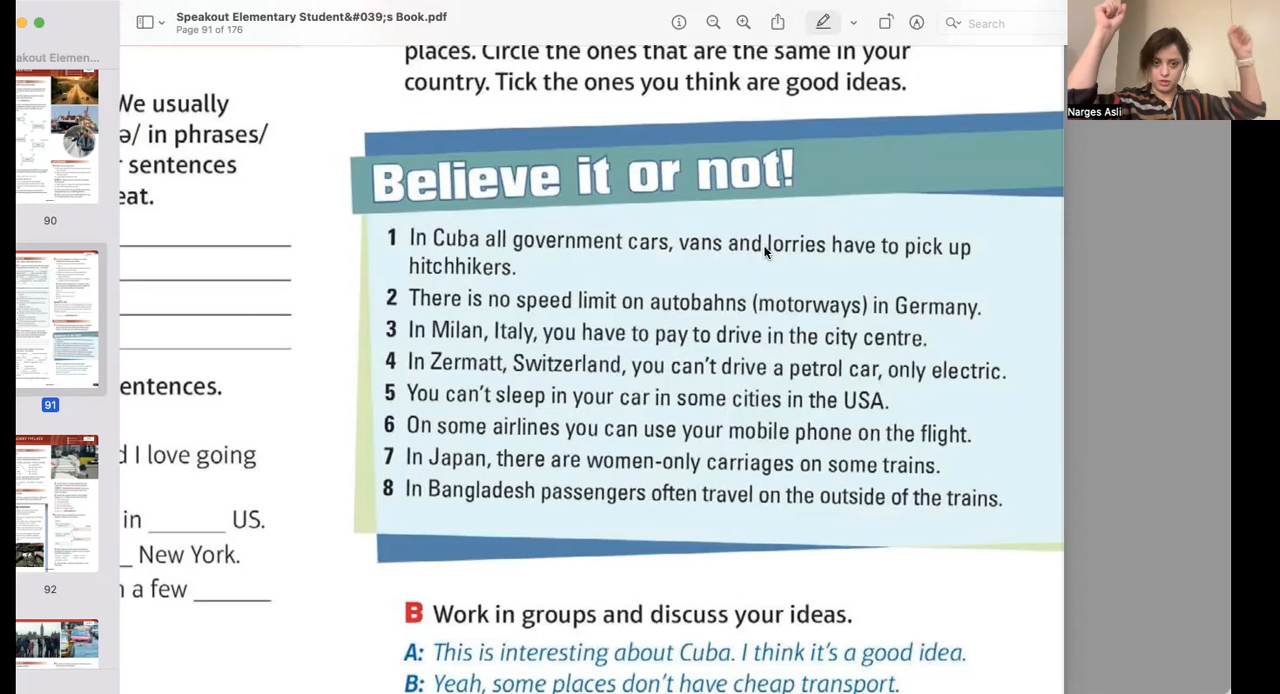 Speakout Elementary Student&#039;s Book.pdf
Page 91 of 176
Search
akout Elemen...
90
91
92
We usually
ə/ in phrases/
sentences
eat.
entences.
d I love going
in ______ US.
__ New York.
n a few ______
places. Circle the ones that are the same in your
country. Tick the ones you think are good ideas.
Believe it or not!
1 In Cuba all government cars, vans and lorries have to pick up
hitchhikers.
2 There is no speed limit on autobahns (motorways) in Germany.
3 In Milan, Italy, you have to pay to drive in the city centre.
4 In Zermatt, Switzerland, you can't drive a petrol car, only electric.
5 You can't sleep in your car in some cities in the USA.
6 On some airlines you can use your mobile phone on the flight.
7 In Japan, there are women-only carriages on some trains.
8 In Bangladesh passengers often travel on the outside of the trains.
B Work in groups and discuss your ideas.
A: This is interesting about Cuba. I think it's a good idea.
B: Yeah, some places don't have cheap transport.
Narges Asli